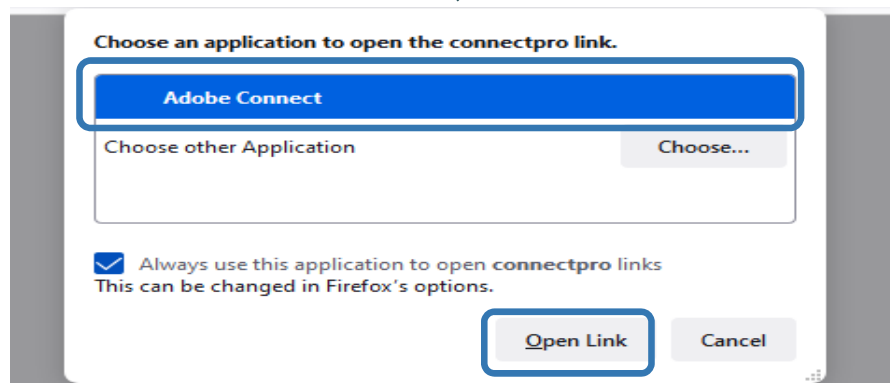 Choose an application to open the connectpro link.
Adobe Connect
Choose other Application
Choose...
Always use this application to open connectpro links
This can be changed in Firefox's options.
Open Link
Cancel